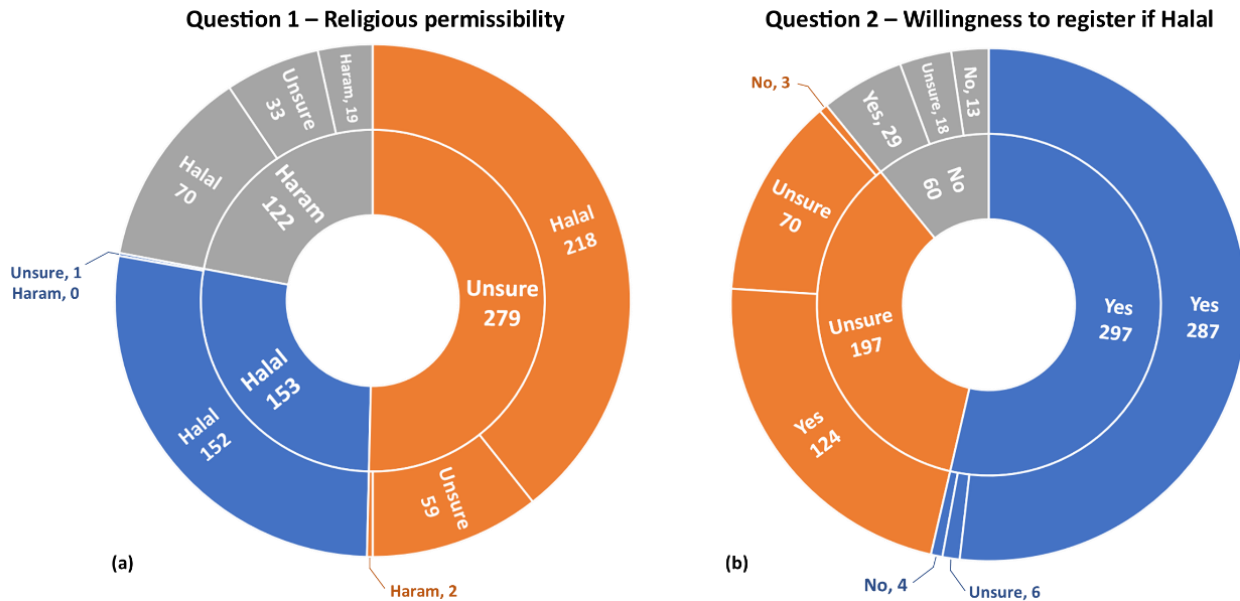 Question 1 – Religious permissibility
Haram, 19
Unsure
33
Halal
70
Haram
122
Halal
218
Unsure
279
Unsure, 1
Haram, 0
Halal
153
Halal
152
Unsure
59
Haram, 2
(a)
Question 2 – Willingness to register if Halal
No, 3
Yes, 29
Unsure, 18
No, 13
No
60
Unsure
70
Unsure
197
Yes
297
Yes
287
Yes
124
No, 4
Unsure, 6
(b)